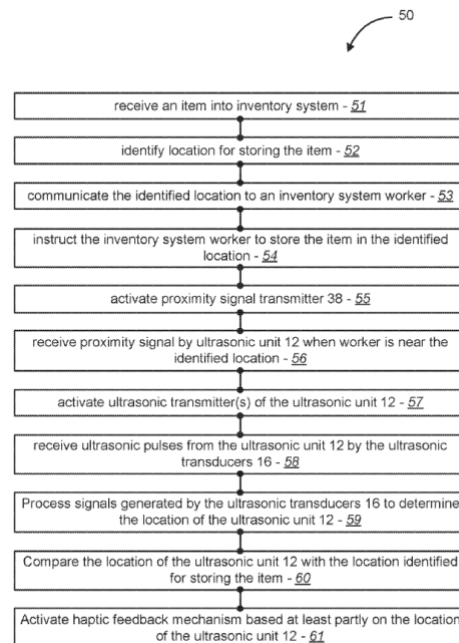 50
receive an item into inventory system - 51
identify location for storing the item - 52
communicate the identified location to an inventory system worker - 53
instruct the inventory system worker to store the item in the identified
location - 54
activate proximity signal transmitter 38 - 55
receive proximity signal by ultrasonic unit 12 when worker is near the
identified location - 56
activate ultrasonic transmitter(s) of the ultrasonic unit 12 - 57
receive ultrasonic pulses from the ultrasonic unit 12 by the ultrasonic
transducers 16 - 58
Process signals generated by the ultrasonic transducers 16 to determine
the location of the ultrasonic unit 12 - 59
Compare the location of the ultrasonic unit 12 with the location identified
for storing the item - 60
Activate haptic feedback mechanism based at least partly on the location
of the ultrasonic unit 12 - 61